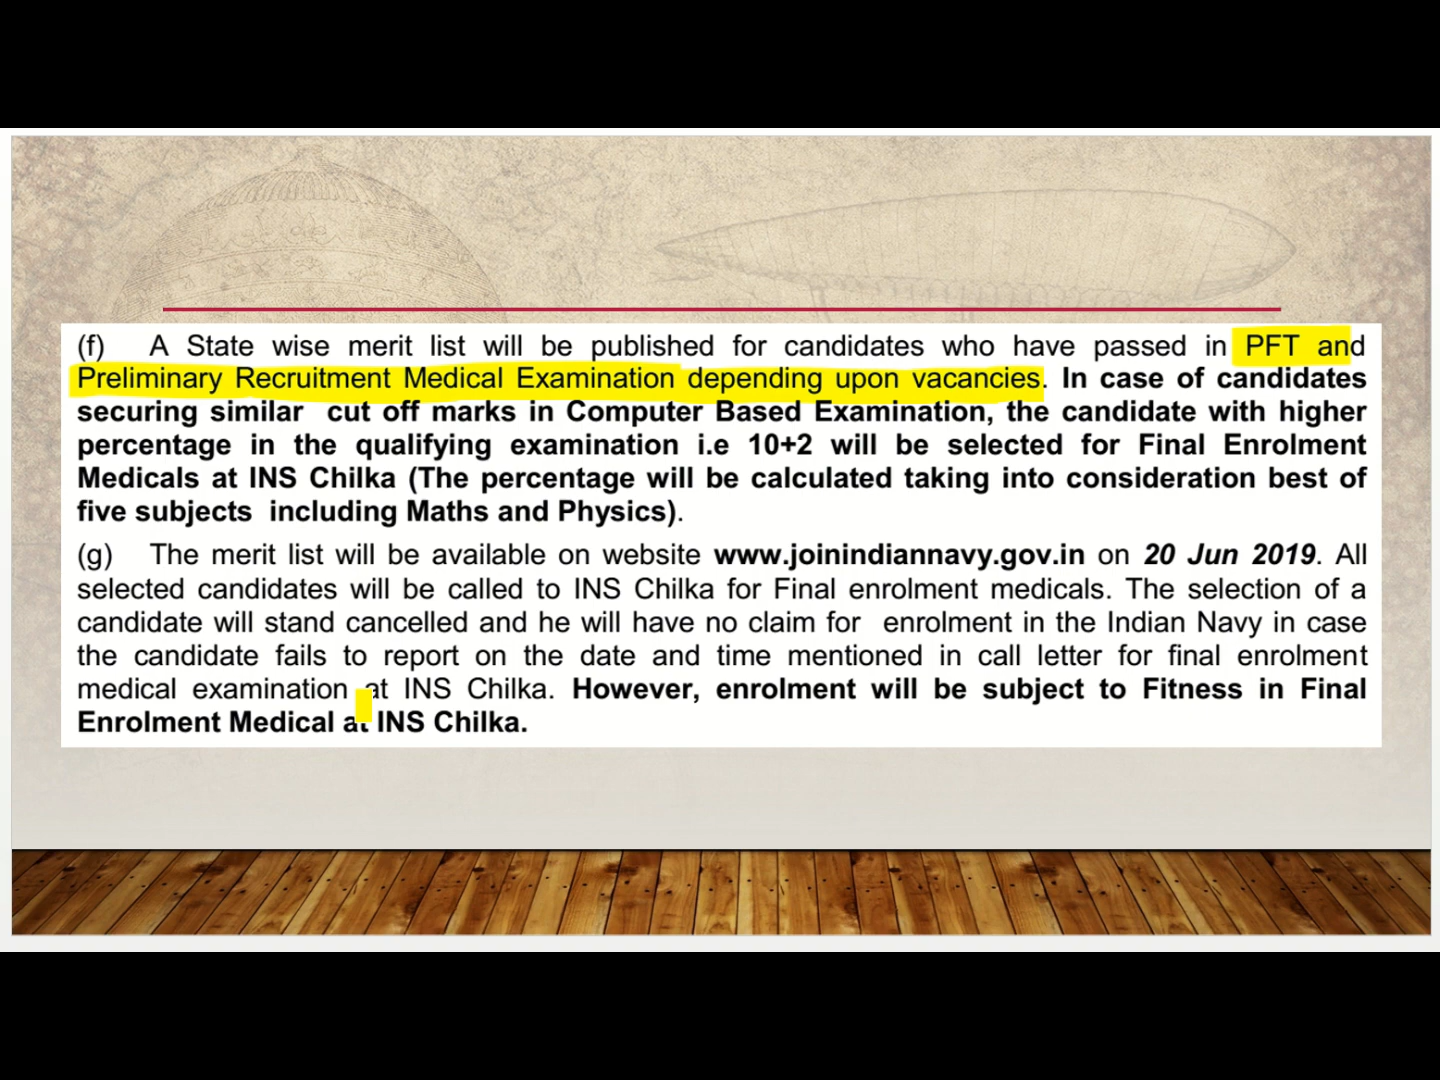 (f) A State wise merit list will be published for candidates who have passed in PFT and
Preliminary Recruitment Medical Examination depending upon vacancies. In case of candidates
securing similar cut off marks in Computer Based Examination, the candidate with higher
percentage in the qualifying examination i.e 10+2 will be selected for Final Enrolment
Medicals at INS Chilka (The percentage will be calculated taking into consideration best of
five subjects including Maths and Physics).
(g) The merit list will be available on website www.joinindiannavy.gov.in on 20 Jun 2019. All
selected candidates will be called to INS Chilka for Final enrolment medicals. The selection of a
candidate will stand cancelled and he will have no claim for enrolment in the Indian Navy in case
the candidate fails to report on the date and time mentioned in call letter for final enrolment
medical examination at INS Chilka. However, enrolment will be subject to Fitness in Final
Enrolment Medical at INS Chilka.